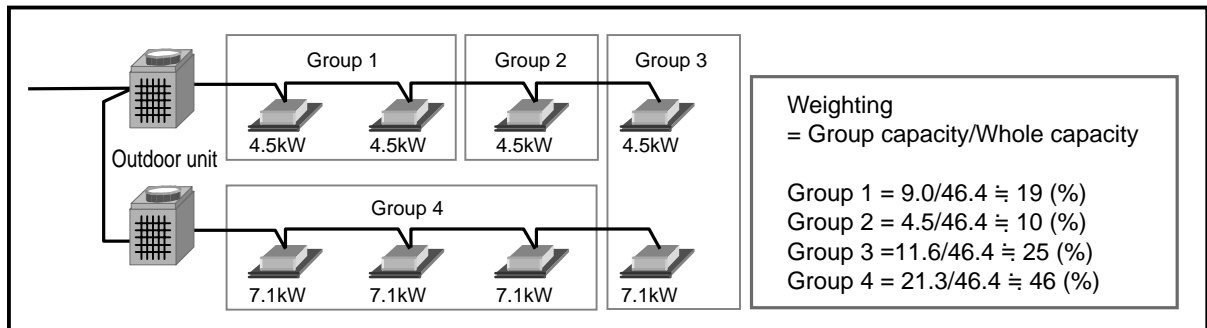 Group 1
Group 2
Group 3
4.5kW
4.5kW
4.5kW
4.5kW
Outdoor unit
Group 4
7.1kW
7.1kW
7.1kW
7.1kW
Weighting
= Group capacity/Whole capacity
Group 1 = 9.0/46.4 ≒ 19 (%)
Group 2 = 4.5/46.4 ≒ 10 (%)
Group 3 =11.6/46.4 ≒ 25 (%)
Group 4 = 21.3/46.4 ≒ 46 (%)